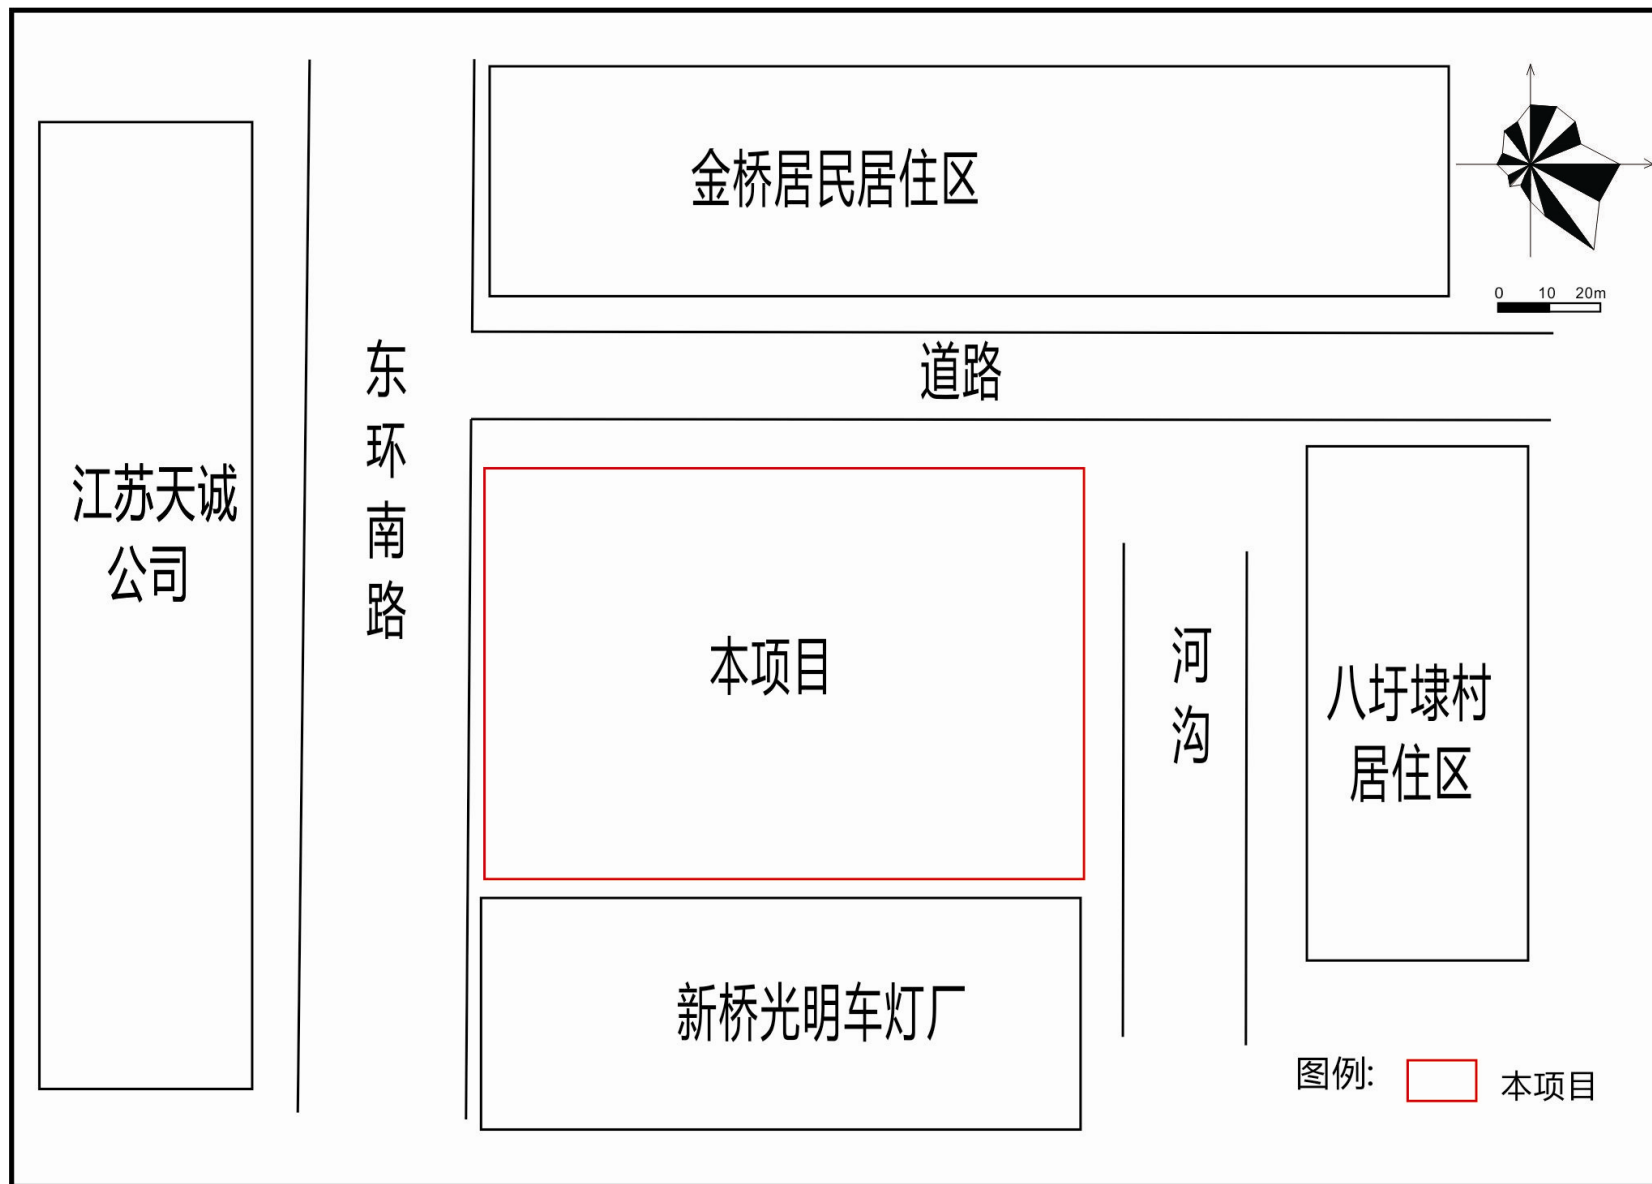 金桥居民居住区
0 10 20m
道路
东环南路
江苏天诚
公司
本项目
河沟
八圩埭村
居住区
新桥光明车灯厂
图例:
本项目